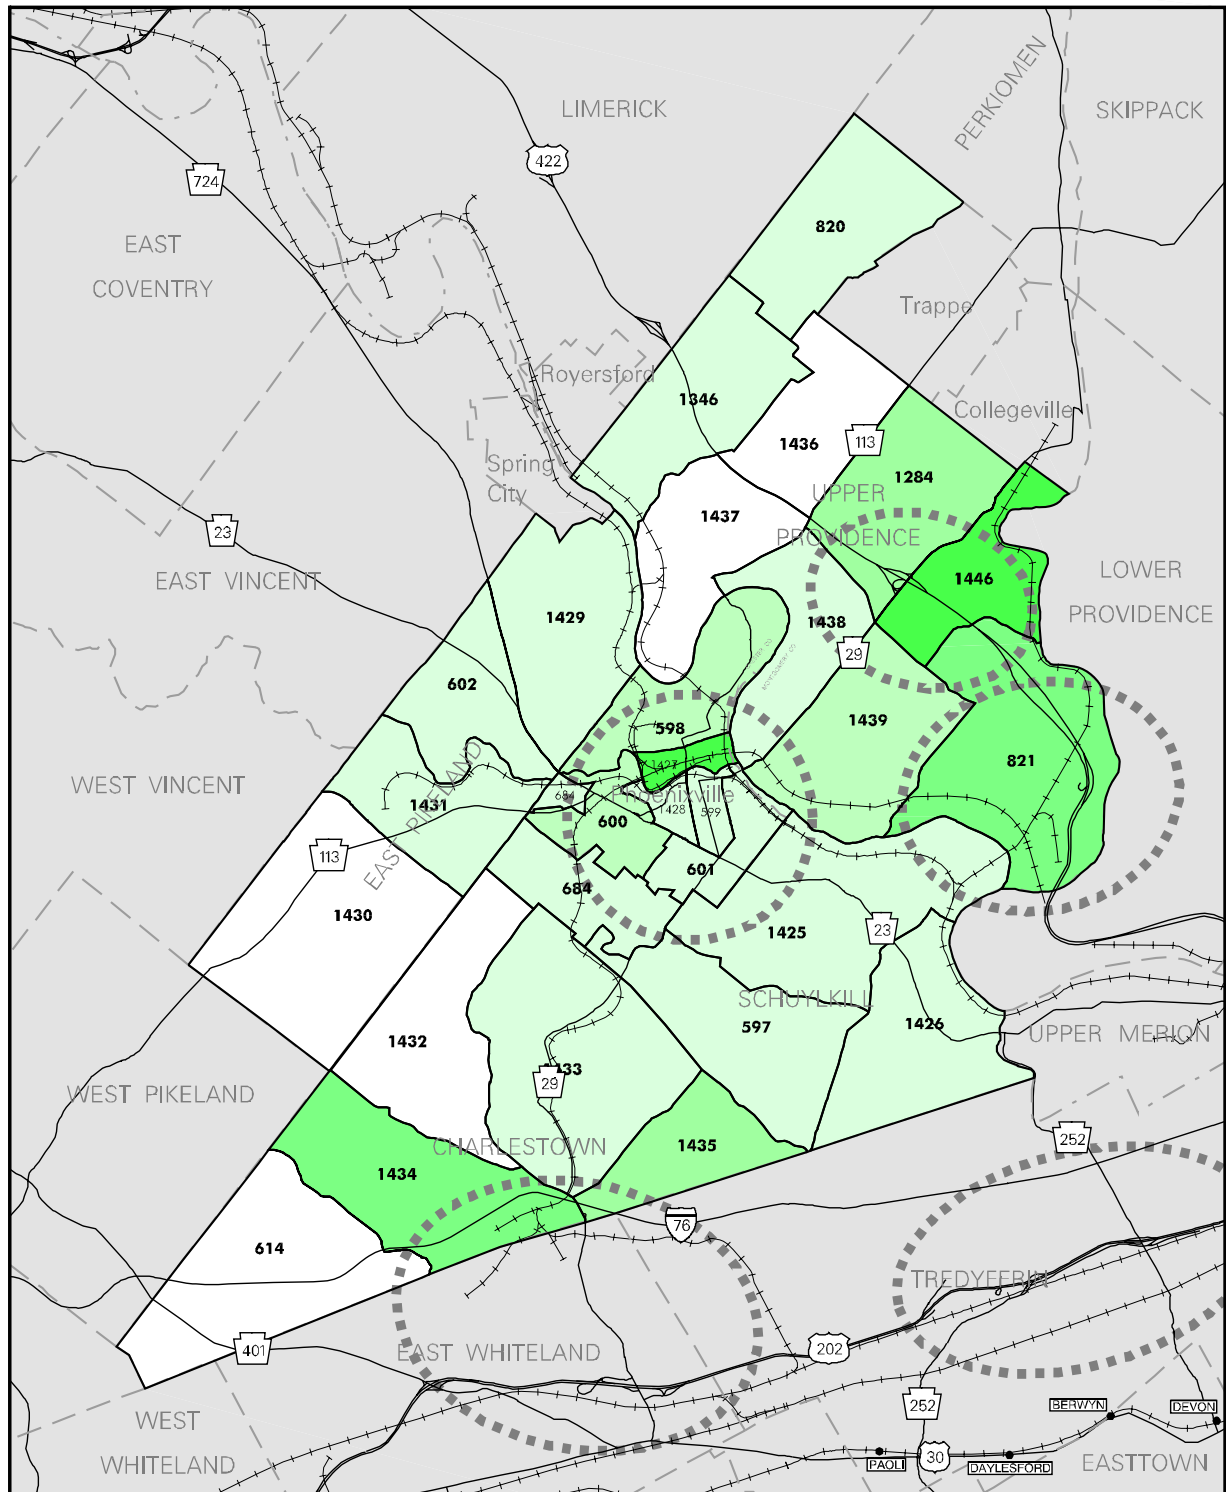 LIMERICK
PERKIOMEN
SKIPPACK
422
724
EAST
COVENTRY
820
Trappe
Royersford
1346
Collegeville
1436
113
Spring
City
1284
UPPER
PROVIDENCE
1437
23
EAST VINCENT
1446
LOWER
PROVIDENCE
1429
1438
29
602
598
1439
821
WEST VINCENT
EAST PIKELAND
1427
684
Phoenixville
1431
1428
599
600
113
601
684
1430
1425
23
SCHUYLKILL
597
1426
UPPER MERION
1432
1433
29
WEST PIKELAND
CHARLESTOWN
1435
252
1434
76
614
TREDYFFRIN
401
EAST WHITELAND
202
252
BERWYN
DEVON
WEST
WHITELAND
PAOLI
30
DAYLESFORD
EASTTOWN